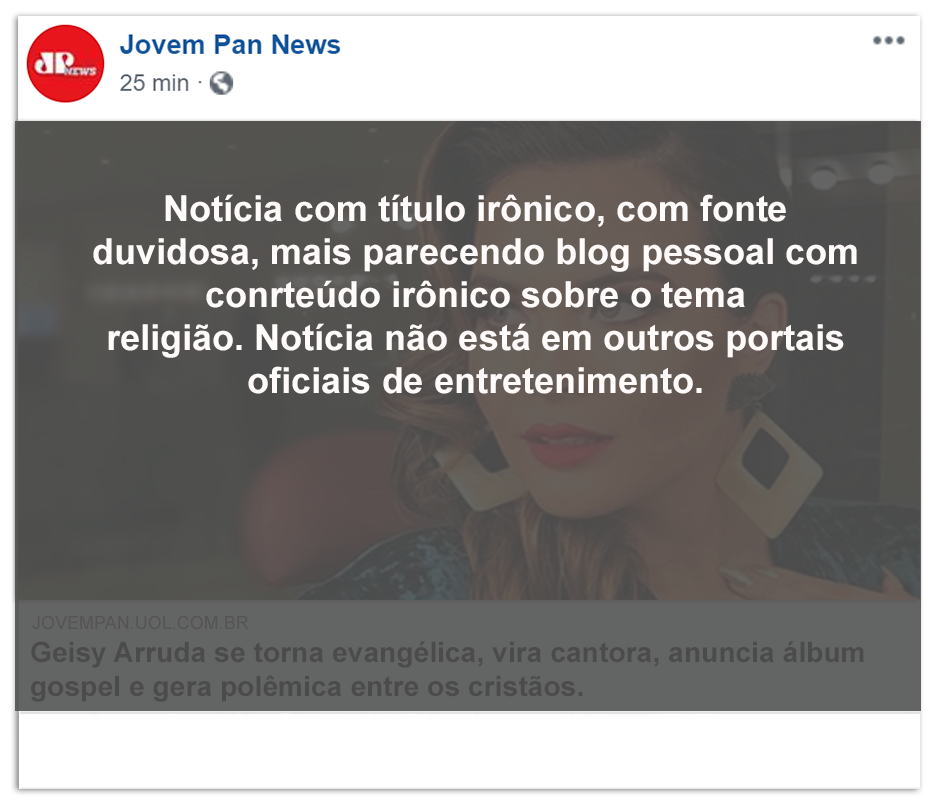 JP NEWS
Jovem Pan News
25 min ·
Notícia com título irônico, com fonte
duvidosa, mais parecendo blog pessoal com
conrteúdo irônico sobre o tema
religião. Notícia não está em outros portais
oficiais de entretenimento.
JOVEMPAN.UOL.COM.BR
Geisy Arruda se torna evangélica, vira cantora, anuncia álbum
gospel e gera polêmica entre os cristãos.